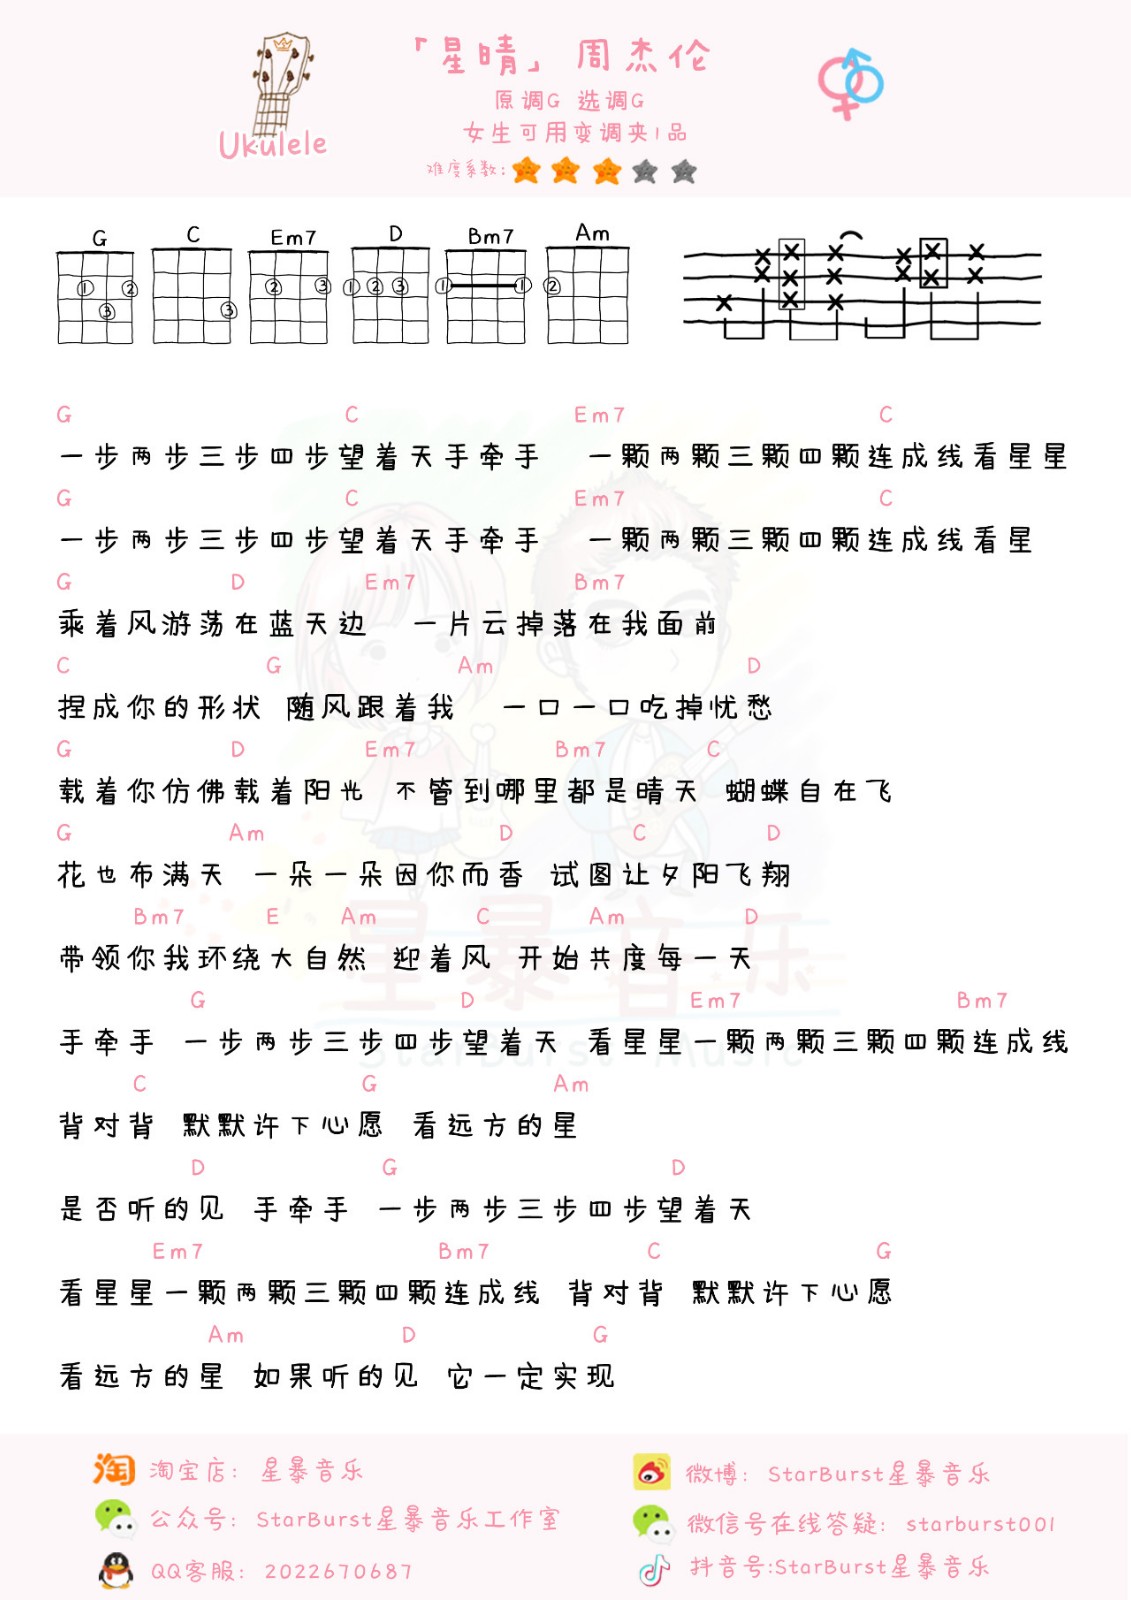 「星晴」 周杰伦
原调G 选调G
女生可用变调夹1品
难度系数:
Ukulele
G C Em7 D Bm7 Am
1 2 3 3 2 3 1 2 3 1 1 2
G C Em7 C
一步两步三步四步望着天手牵手 一颗两颗三颗四颗连成线看星星
G C Em7 C
一步两步三步四步望着天手牵手 一颗两颗三颗四颗连成线看星
G D Em7 Bm7
乘着风游荡在蓝天边 一片云掉落在我面前
C G Am D
捏成你的形状 随风跟着我 一口一口吃掉忧愁
G D Em7 Bm7 C
载着你仿佛载着阳光 不管到哪里都是晴天 蝴蝶自在飞
G Am D C D
花也布满天 一朵一朵因你而香 试图让夕阳飞翔
Bm7 E Am C Am D
带领你我环绕大自然 迎着风 开始共度每一天
G D Em7 Bm7
手牵手 一步两步三步四步望着天 看星星一颗两颗三颗四颗连成线
C G Am
背对背 默默许下心愿 看远方的星
D G D
是否听的见 手牵手 一步两步三步四步望着天
Em7 Bm7 C G
看星星一颗两颗三颗四颗连成线 背对背 默默许下心愿
Am D G
看远方的星 如果听的见 它一定实现
星暴音乐
StarBurst Music
淘 淘宝店: 星暴音乐
微博: StarBurst星暴音乐
公众号: StarBurst星暴音乐工作室
微信号在线答疑: starburst001
QQ客服: 2022670687
抖音号:StarBurst星暴音乐